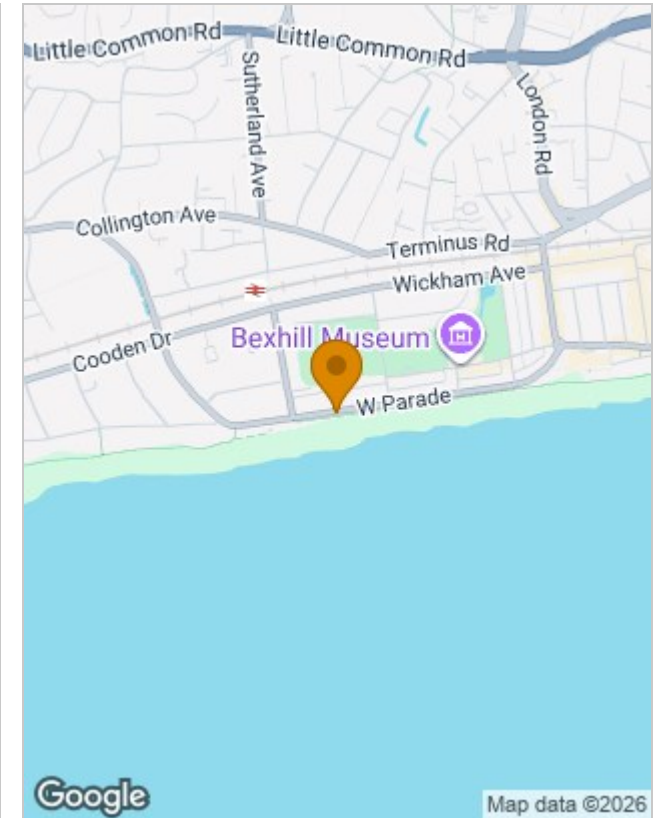 Little Common Rd
Little Common Rd
Sutherland Ave
London Rd
Collington Ave
Terminus Rd
Wickham Ave
Bexhill Museum
Cooden Dr
W Parade
Google
Map data ©2026